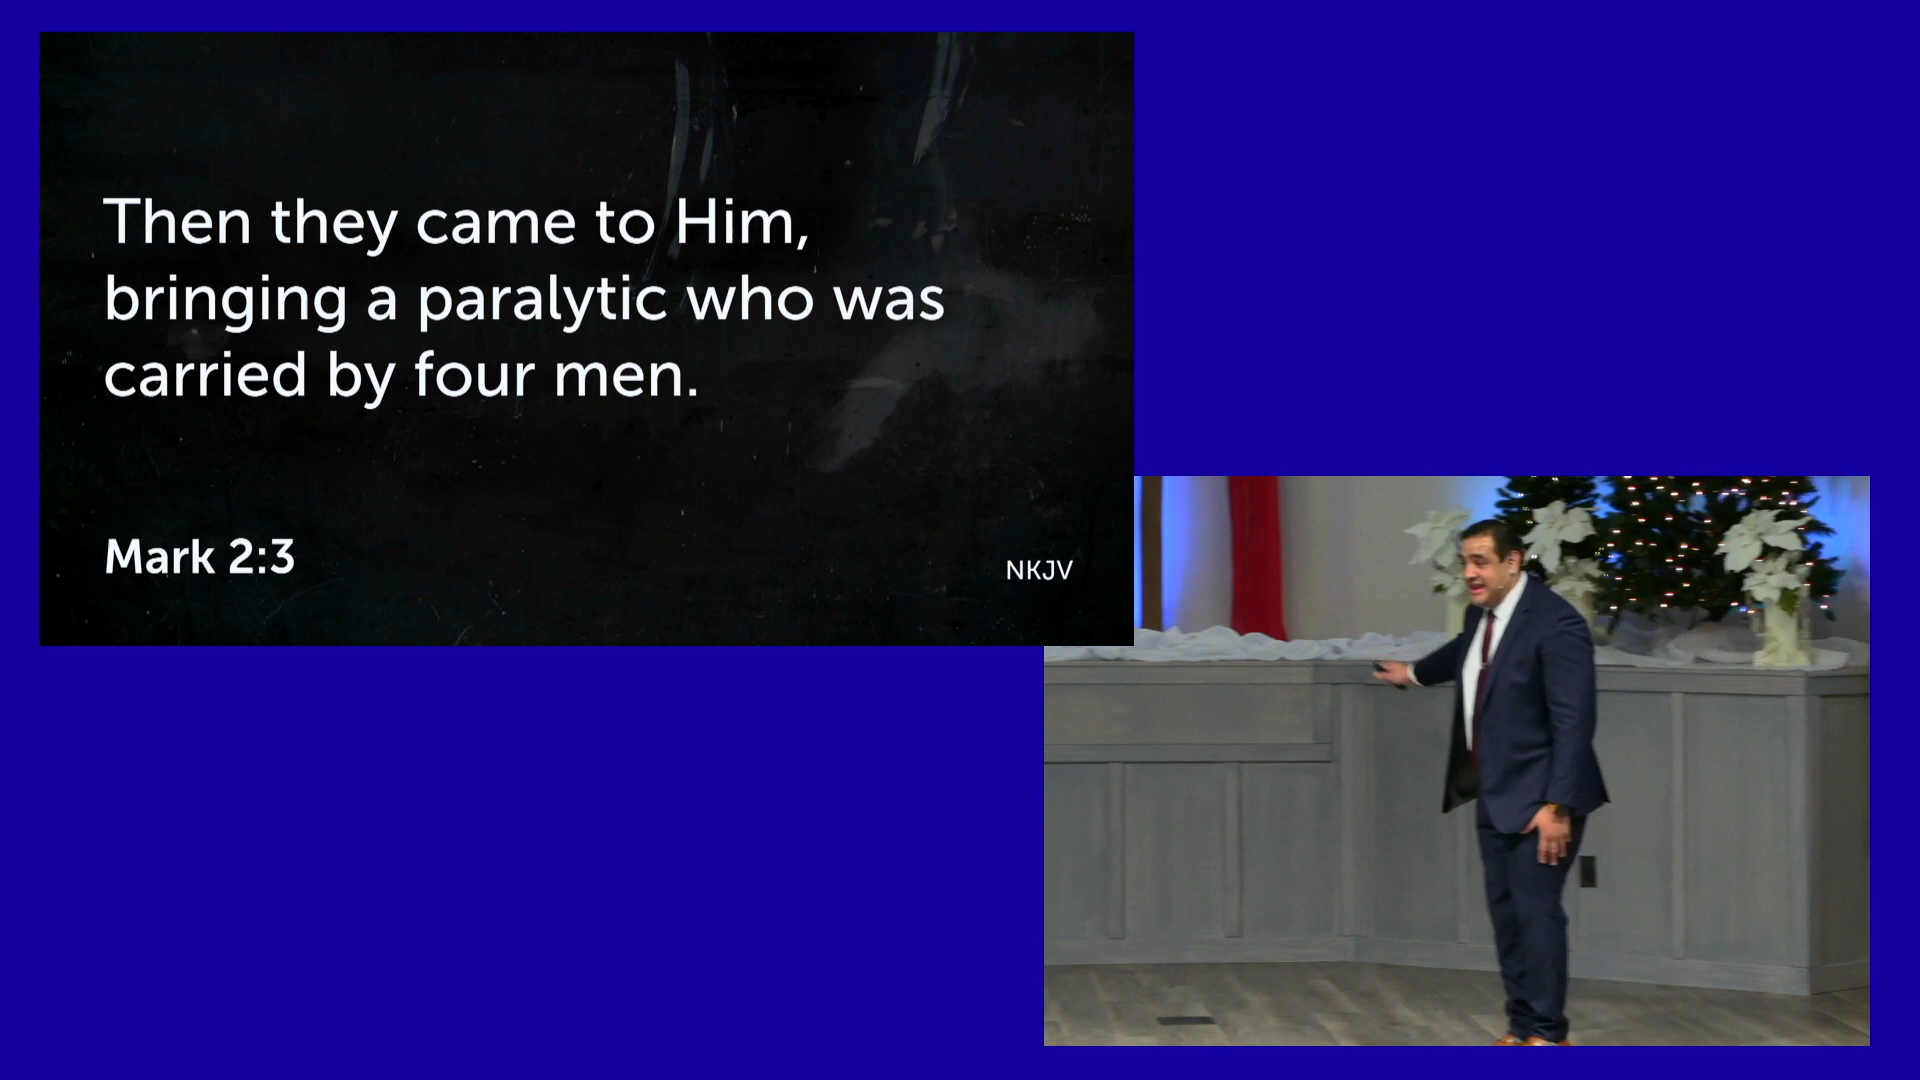 Then they came to Him,
bringing a paralytic who was
carried by four men.
Mark 2:3
NKJV